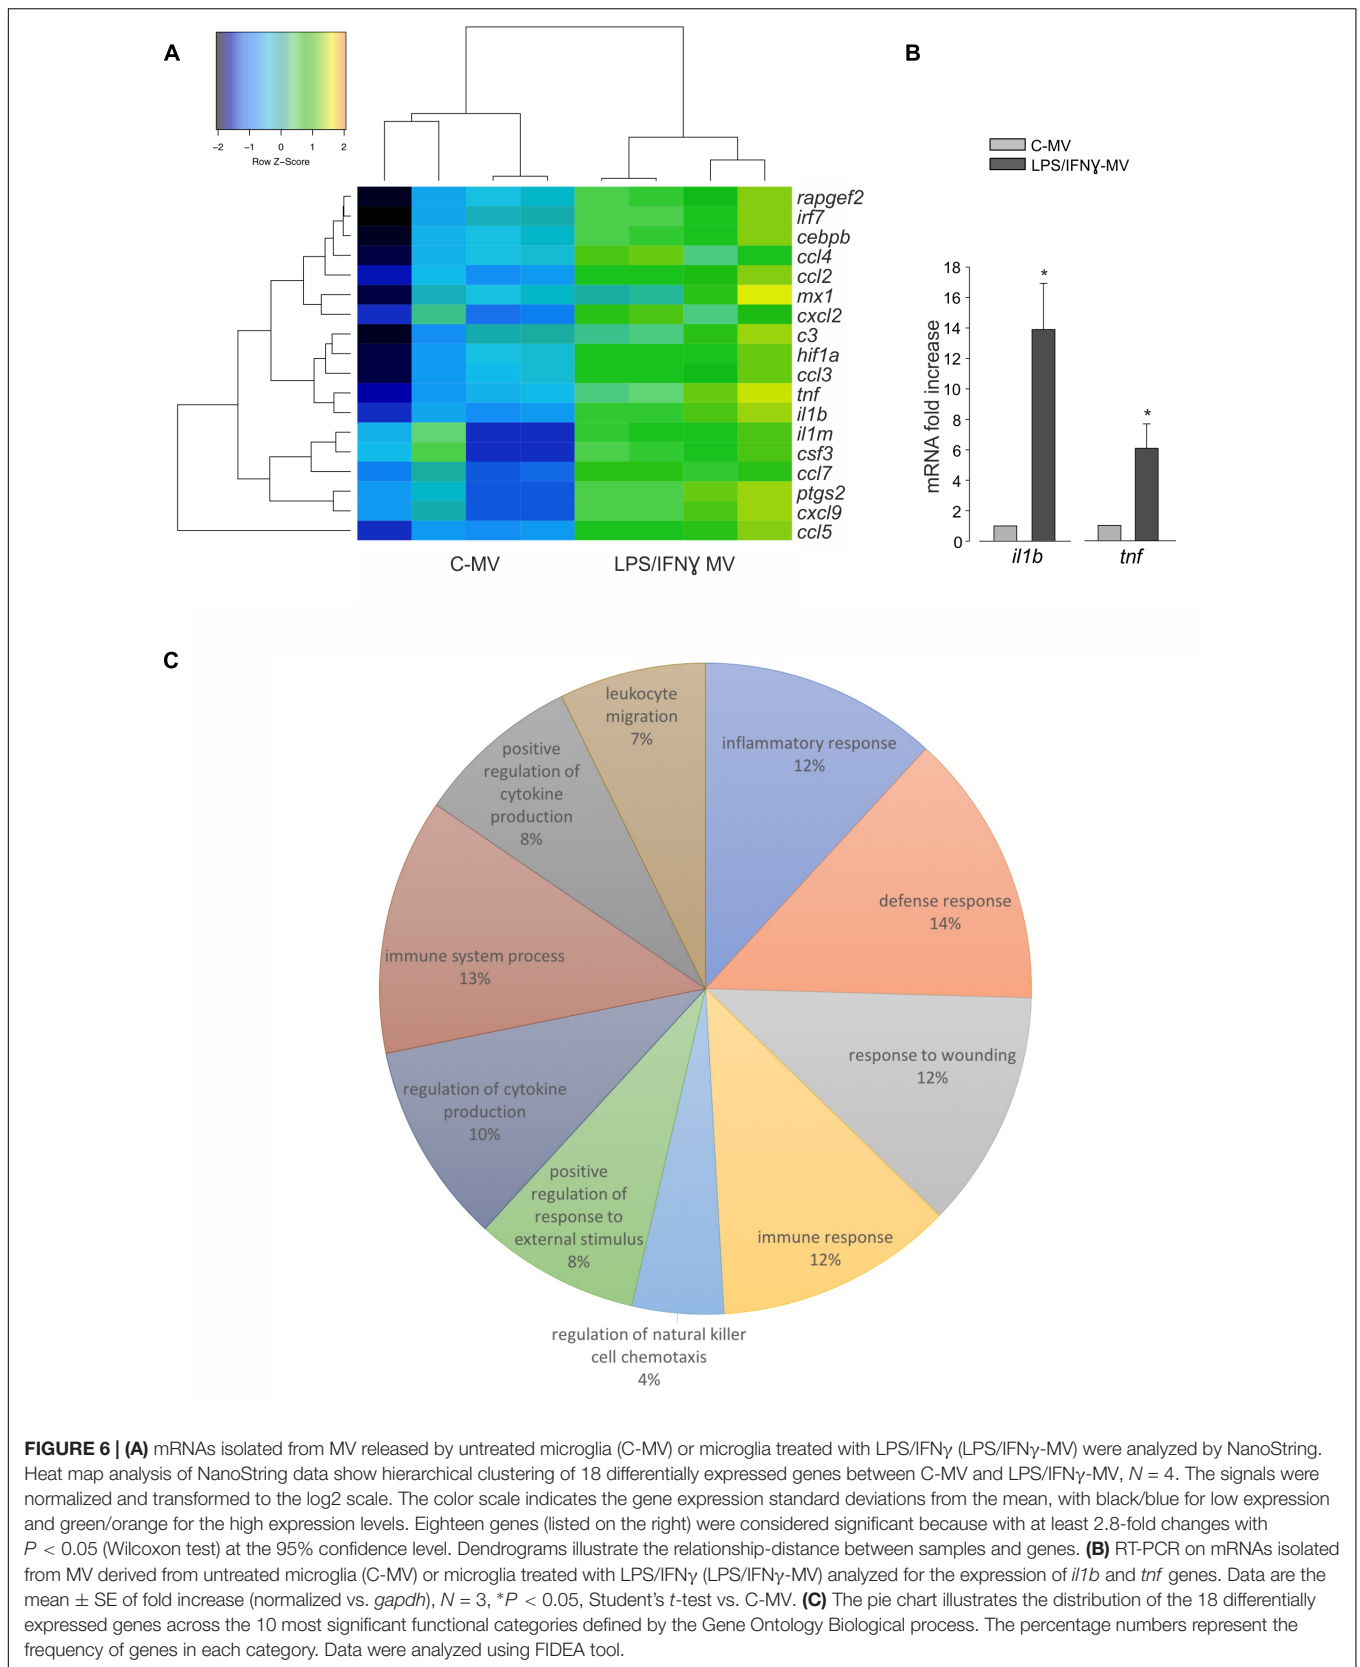 A
B
−2 −1 0 1 2
Row Z−Score
C-MV
LPS/IFNɣ-MV
rapgef2
irf7
cebpb
ccl4
ccl2
mx1
cxcl2
c3
hif1a
ccl3
tnf
il1b
il1m
csf3
ccl7
ptgs2
cxcl9
ccl5
C-MV LPS/IFNɣ MV
mRNA fold increase
18
16
14
12
10
8
6
4
2
0
*
*
il1b tnf
C
leukocyte
migration
7%
inflammatory response
12%
defense response
14%
response to wounding
12%
immune response
12%
regulation of natural killer
cell chemotaxis
4%
positive
regulation of
response to
external stimulus
8%
regulation of cytokine
production
10%
immune system process
13%
positive
regulation of
cytokine
production
8%
FIGURE 6 | (A) mRNAs isolated from MV released by untreated microglia (C-MV) or microglia treated with LPS/IFNγ (LPS/IFNγ-MV) were analyzed by NanoString.
Heat map analysis of NanoString data show hierarchical clustering of 18 differentially expressed genes between C-MV and LPS/IFNγ-MV, N = 4. The signals were
normalized and transformed to the log2 scale. The color scale indicates the gene expression standard deviations from the mean, with black/blue for low expression
and green/orange for the high expression levels. Eighteen genes (listed on the right) were considered significant because with at least 2.8-fold changes with
P < 0.05 (Wilcoxon test) at the 95% confidence level. Dendrograms illustrate the relationship-distance between samples and genes. (B) RT-PCR on mRNAs isolated
from MV derived from untreated microglia (C-MV) or microglia treated with LPS/IFNγ (LPS/IFNγ-MV) analyzed for the expression of il1b and tnf genes. Data are the
mean ± SE of fold increase (normalized vs. gapdh), N = 3, *P < 0.05, Student's t-test vs. C-MV. (C) The pie chart illustrates the distribution of the 18 differentially
expressed genes across the 10 most significant functional categories defined by the Gene Ontology Biological process. The percentage numbers represent the
frequency of genes in each category. Data were analyzed using FIDEA tool.